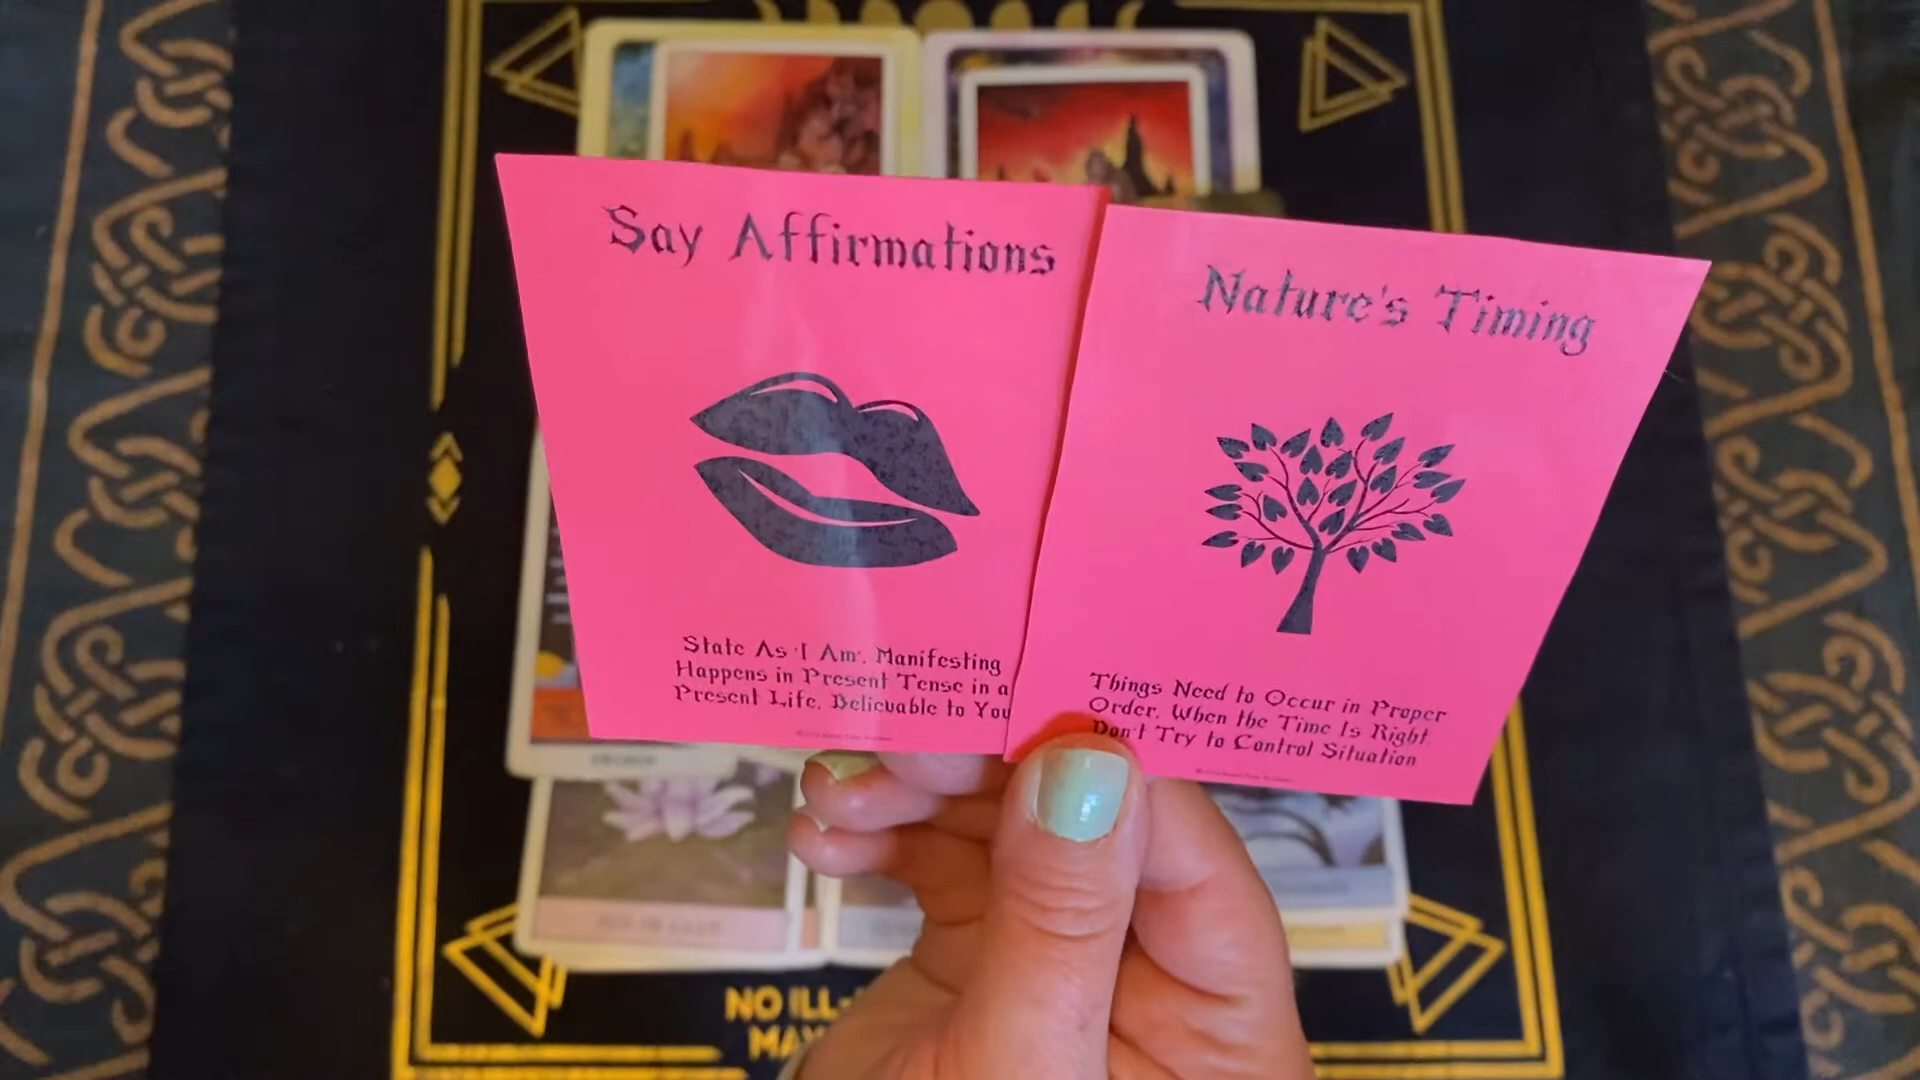 Say Affirmations
State As 'I Am'. Manifesting
Happens in Present Tense in a
Present Life, Believable to You
Nature's Timing
Things Need to Occur in Proper
Order, When the Time Is Right.
Don't Try to Control Situation
NO ILL-
MAY